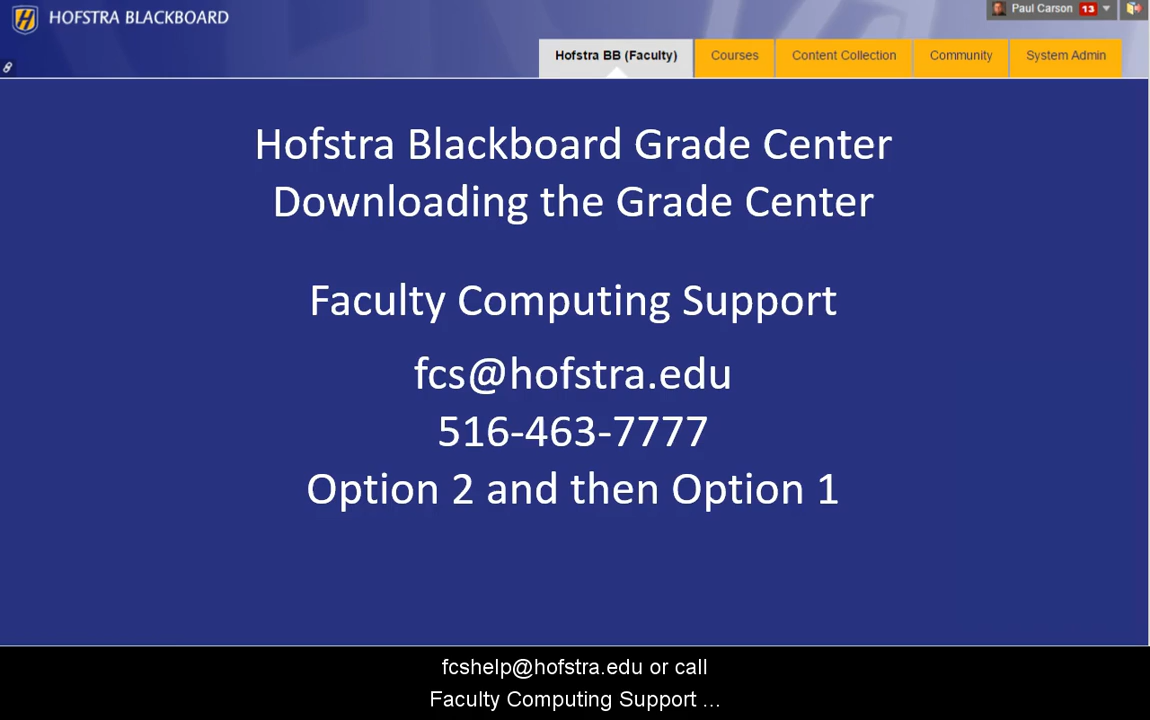 HOFSTRA BLACKBOARD
Paul Carson 13
Hofstra BB (Faculty) Courses Content Collection Community System Admin
Hofstra Blackboard Grade Center
Downloading the Grade Center
Faculty Computing Support
fcs@hofstra.edu
516-463-7777
Option 2 and then Option 1
fcshelp@hofstra.edu or call
Faculty Computing Support ...